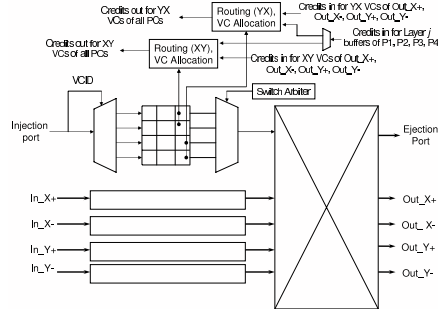 Credits out for YX
VCs of all PCs
Routing (YX),
VC Allocation
Credits in for YX VCs of Out_X+,
Out_X-, Out_Y+, Out_Y-
Credits in for Layer j
buffers of P1, P2, P3, P4
Credits out for XY
VCs of all PCs
Routing (XY),
VC Allocation
Credits in for XY VCs of Out_X+,
Out_X-, Out_Y+, Out_Y-
VCID
Switch Arbiter
Injection
port
Ejection
Port
In_X+
Out_X+
In_X-
Out_X-
In_Y+
Out_Y+
In_Y-
Out_Y-